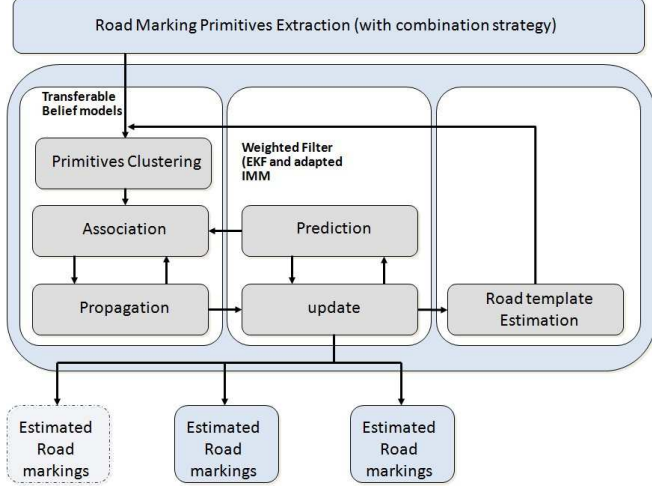 Road Marking Primitives Extraction (with combination strategy)
Transferable
Belief models
Primitives Clustering
Weighted Filter
(EKF and adapted
IMM
Association
Prediction
Propagation
update
Road template
Estimation
Estimated
Road
markings
Estimated
Road
markings
Estimated
Road
markings